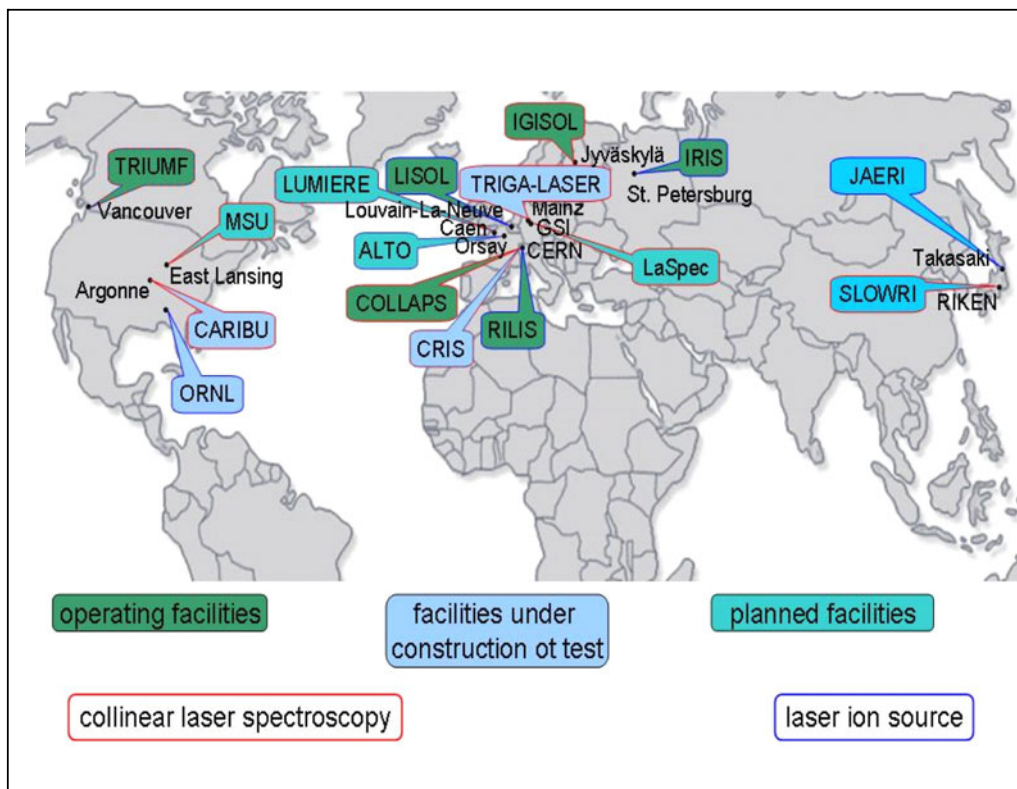 IGISOL
Jyväskylä
IRIS
TRIUMF
LUMIERE
LISOL
TRIGA-LASER
St. Petersburg
JAERI
Vancouver
Louvain-La-Neuve
Mainz
MSU
Caen
GSI
ALTO
Orsay
CERN
LaSpec
Takasaki
East Lansing
Argonne
COLLAPS
SLOWRI
RIKEN
CARIBU
RILIS
CRIS
ORNL
operating facilities
facilities under
construction ot test
planned facilities
collinear laser spectroscopy
laser ion source